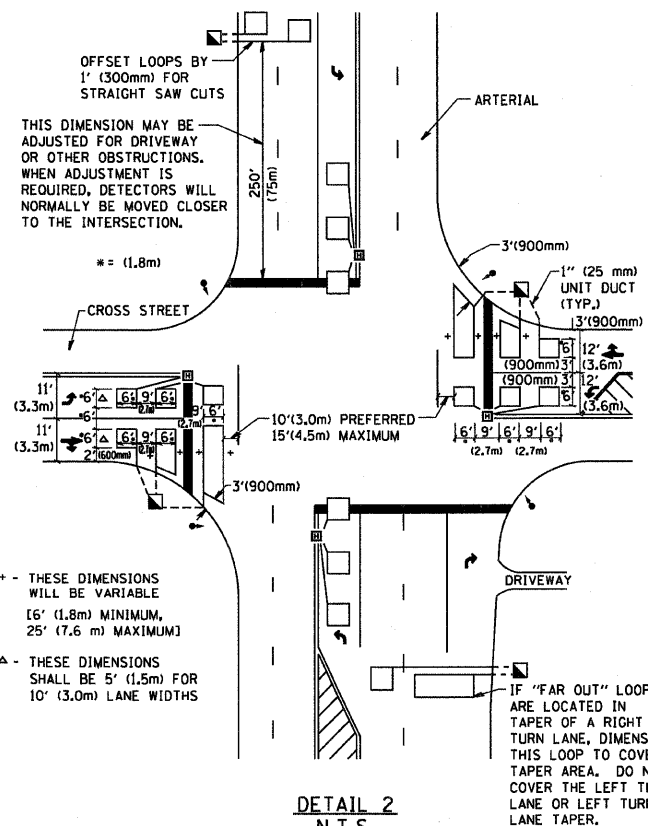 OFFSET LOOPS BY
1' (300mm) FOR
STRAIGHT SAW CUTS
THIS DIMENSION MAY BE
ADJUSTED FOR DRIVEWAY
OR OTHER OBSTRUCTIONS.
WHEN ADJUSTMENT IS
REQUIRED, DETECTORS WILL
NORMALLY BE MOVED CLOSER
TO THE INTERSECTION.
250'
(75m)
* = (1.8m)
ARTERIAL
CROSS STREET
3'(900mm)
1" (25 mm)
UNIT DUCT
(TYP.)
3'(900mm)
+
+
+
*6'
12'
(3.6m)
(900mm) 3'
(900mm) 3'
12'
(3.6m)
*6'
6' 9' 6' 9' 6'
* * *
(2.7m) (2.7m)
11'
(3.3m)
*6' △ 6' 9' 6'
(2.7m)
*6'
9' 6'
(2.7m) *
11'
(3.3m)
*6' △ 6' 9' 6'
(2.7m)
2' (600mm)
+
+
+
10'(3.0m) PREFERRED
15'(4.5m) MAXIMUM
3'(900mm)
H
H
H
H
+ - THESE DIMENSIONS
WILL BE VARIABLE
[6' (1.8m) MINIMUM,
25' (7.6 m) MAXIMUM]
△ - THESE DIMENSIONS
SHALL BE 5' (1.5m) FOR
10' (3.0m) LANE WIDTHS
DRIVEWAY
IF "FAR OUT" LOOP
ARE LOCATED IN
TAPER OF A RIGHT
TURN LANE, DIMENS
THIS LOOP TO COVE
TAPER AREA. DO N
COVER THE LEFT T
LANE OR LEFT TUR
LANE TAPER.
DETAIL 2
N.T.S.